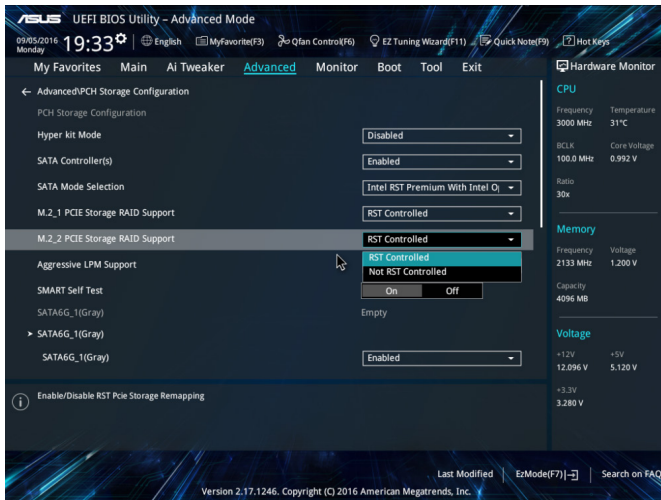 ASUS UEFI BIOS Utility – Advanced Mode
09/05/2016 Monday 19:33 English MyFavorite(F3) Qfan Control(F6) EZ Tuning Wizard(F11) Quick Note(F9) ? Hot Keys
My Favorites Main Ai Tweaker Advanced Monitor Boot Tool Exit
Hardware Monitor
← Advanced\PCH Storage Configuration
PCH Storage Configuration
Hyper kit Mode Disabled
SATA Controller(s) Enabled
SATA Mode Selection Intel RST Premium With Intel O
M.2_1 PCIE Storage RAID Support RST Controlled
M.2_2 PCIE Storage RAID Support RST Controlled
RST Controlled
Not RST Controlled
Aggressive LPM Support
SMART Self Test On Off
SATA6G_1(Gray) Empty
> SATA6G_1(Gray)
SATA6G_1(Gray) Enabled
i Enable/Disable RST Pcie Storage Remapping
CPU
Frequency Temperature
3000 MHz 31°C
BCLK Core Voltage
100.0 MHz 0.992 V
Ratio
30x
Memory
Frequency Voltage
2133 MHz 1.200 V
Capacity
4096 MB
Voltage
+12V +5V
12.096 V 5.120 V
+3.3V
3.280 V
Last Modified EzMode(F7) Search on FAQ
Version 2.17.1246. Copyright (C) 2016 American Megatrends, Inc.